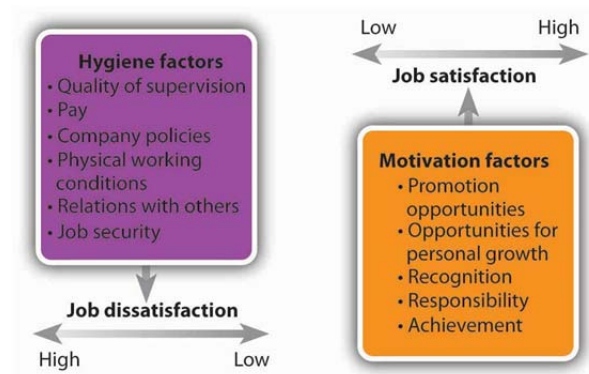 Hygiene factors
• Quality of supervision
• Pay
• Company policies
• Physical working
conditions
• Relations with others
• Job security
Job dissatisfaction
High Low
Low High
Job satisfaction
Motivation factors
• Promotion
opportunities
• Opportunities for
personal growth
• Recognition
• Responsibility
• Achievement